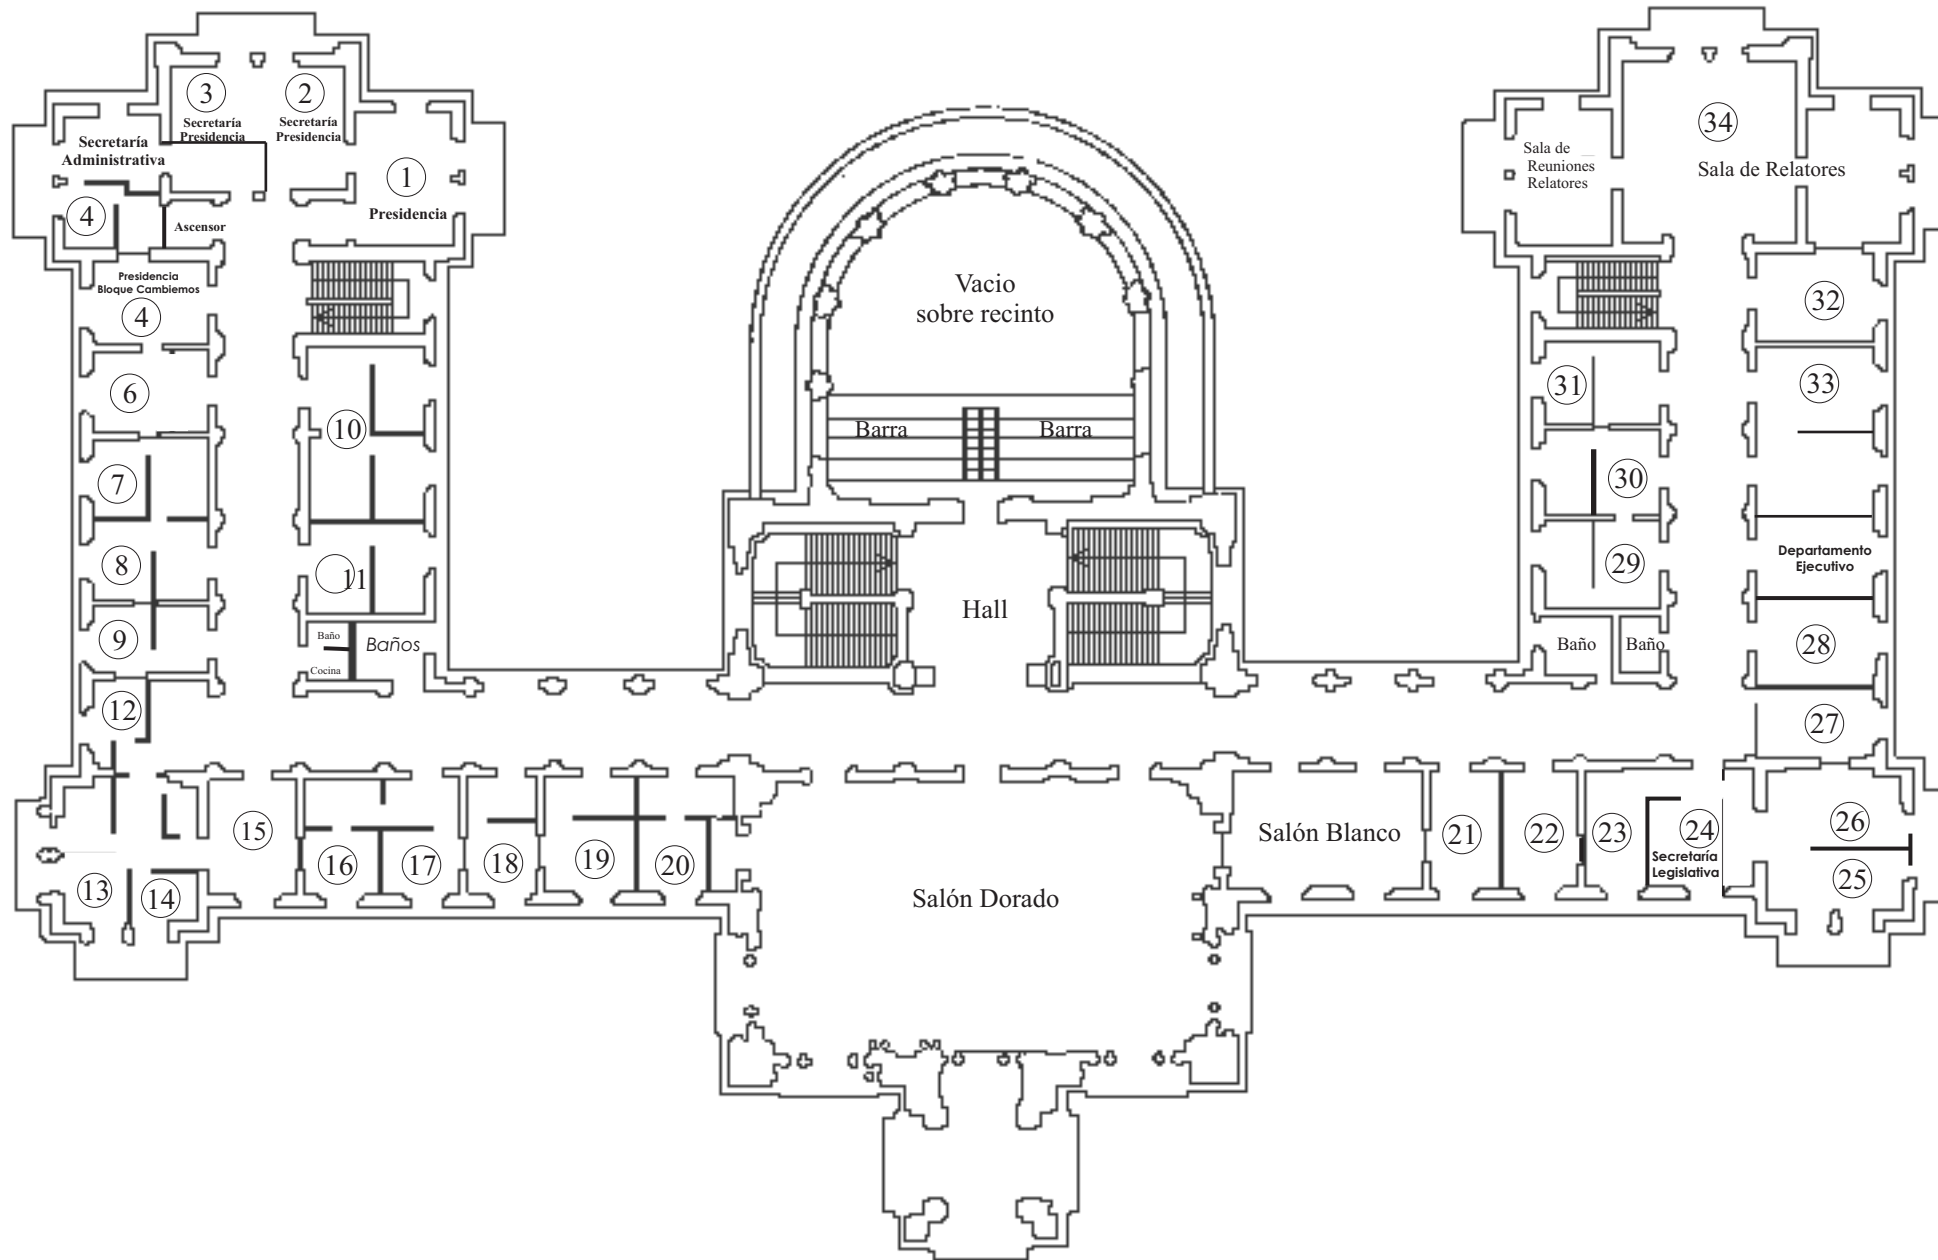 3
Secretaría
Presidencia
2
Secretaría
Presidencia
Secretaría
Administrativa
1
Presidencia
4
Ascensor
Presidencia
Bloque Cambiemos
4
6
7
8
9
10
11
Baño
Cocina
Baños
12
13
14
15
16
17
18
19
20
Vacio
sobre recinto
Barra
Barra
Hall
Salón Dorado
Salón Blanco
21
22
23
24
Secretaría
Legislativa
26
25
34
Sala de
Reuniones
Relatores
Sala de Relatores
32
31
33
30
29
Departamento
Ejecutivo
Baño
Baño
28
27